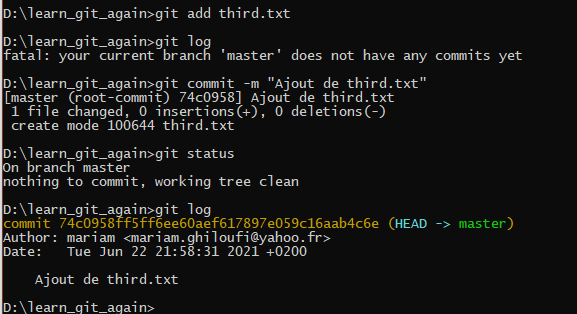 D:\learn_git_again>git add third.txt
D:\learn_git_again>git log
fatal: your current branch 'master' does not have any commits yet
D:\learn_git_again>git commit -m "Ajout de third.txt"
[master (root-commit) 74c0958] Ajout de third.txt
 1 file changed, 0 insertions(+), 0 deletions(-)
 create mode 100644 third.txt
D:\learn_git_again>git status
On branch master
nothing to commit, working tree clean
D:\learn_git_again>git log
commit 74c0958ff5ff6ee60aef617897e059c16aab4c6e (HEAD -> master)
Author: mariam <mariam.ghiloufi@yahoo.fr>
Date:   Tue Jun 22 21:58:31 2021 +0200
    Ajout de third.txt
D:\learn_git_again>